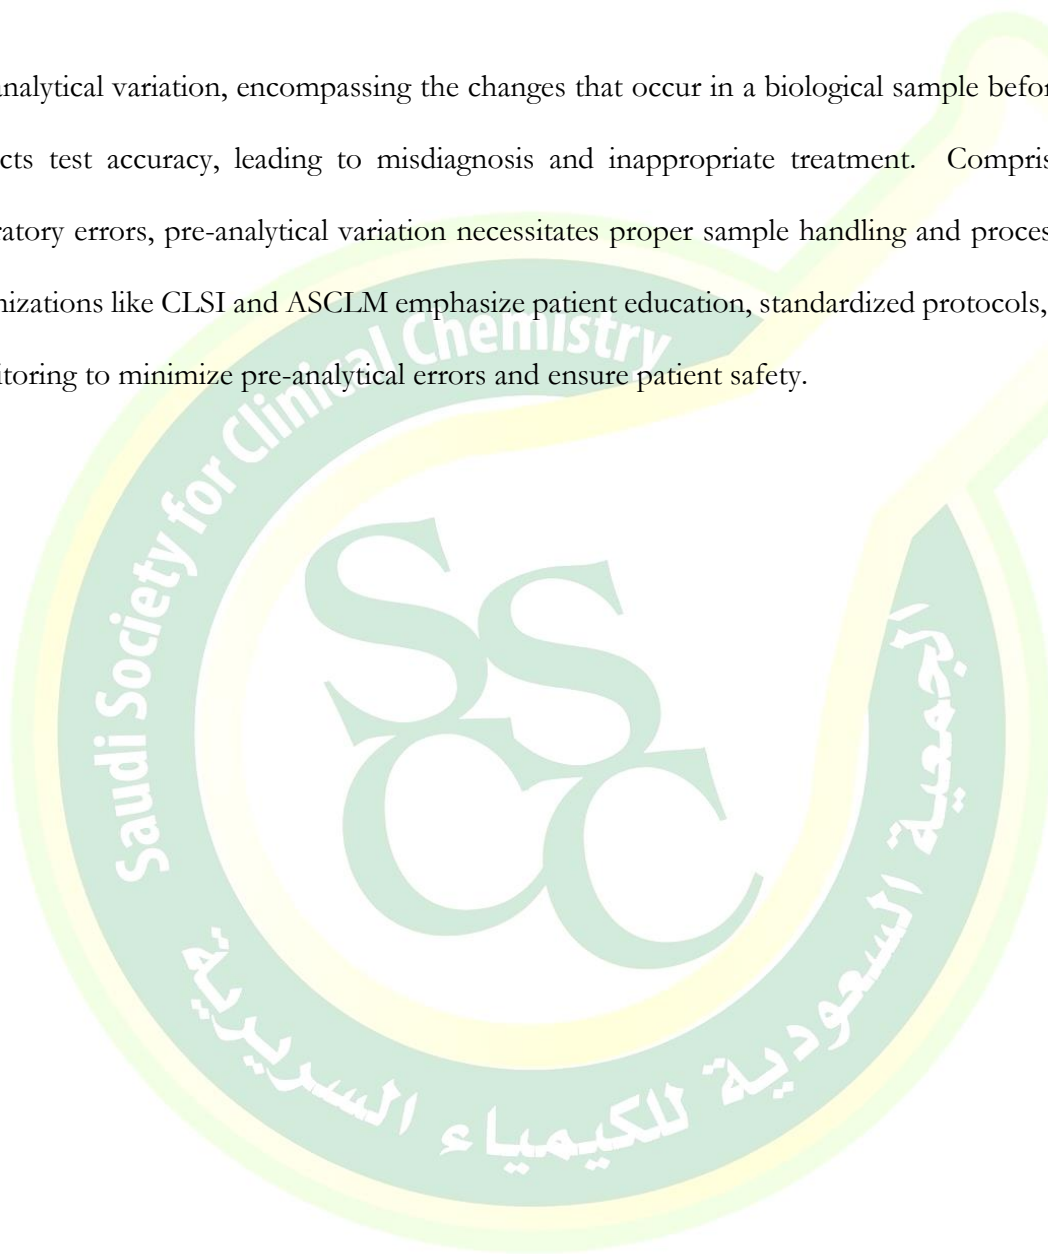 nalytical variation, encompassing the changes that occur in a biological sample befor
cts test accuracy, leading to misdiagnosis and inappropriate treatment. Compris
ratory errors, pre-analytical variation necessitates proper sample handling and proces
nizations like CLSI and ASCLM emphasize patient education, standardized protocols,
itoring to minimize pre-analytical errors and ensure patient safety.
Saudi Society for Clinical Chemistry
SSCC
الجمعية السعودية للكيمياء السريرية